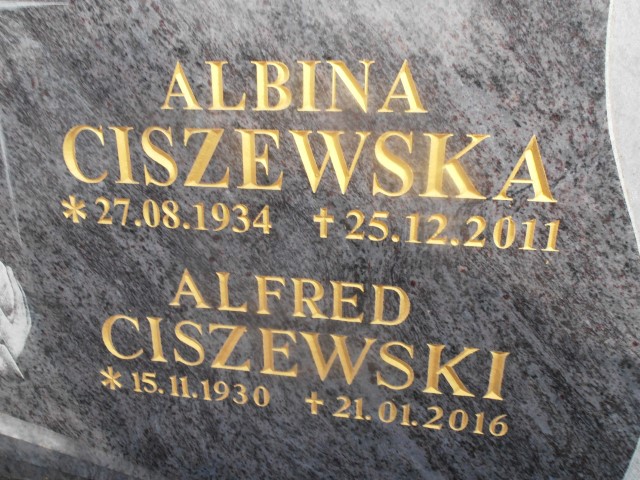 ALBINA
CISZEWSKA
* 27.08.1934 † 25.12.2011
ALFRED
CISZEWSKI
* 15.11.1930 † 21.01.2016